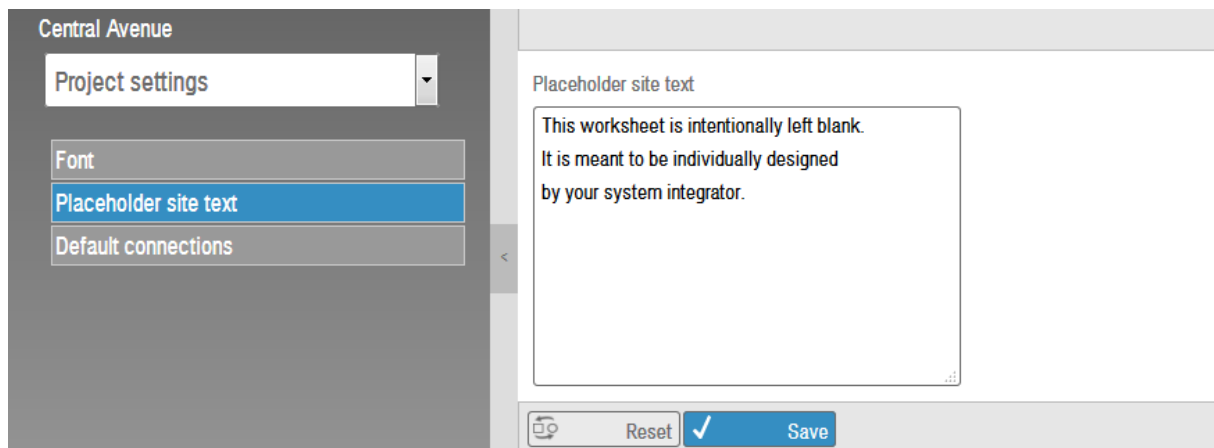 Central Avenue
Project settings
Font
Placeholder site text
Default connections
<
Placeholder site text
This worksheet is intentionally left blank.
It is meant to be individually designed
by your system integrator.
Reset
Save